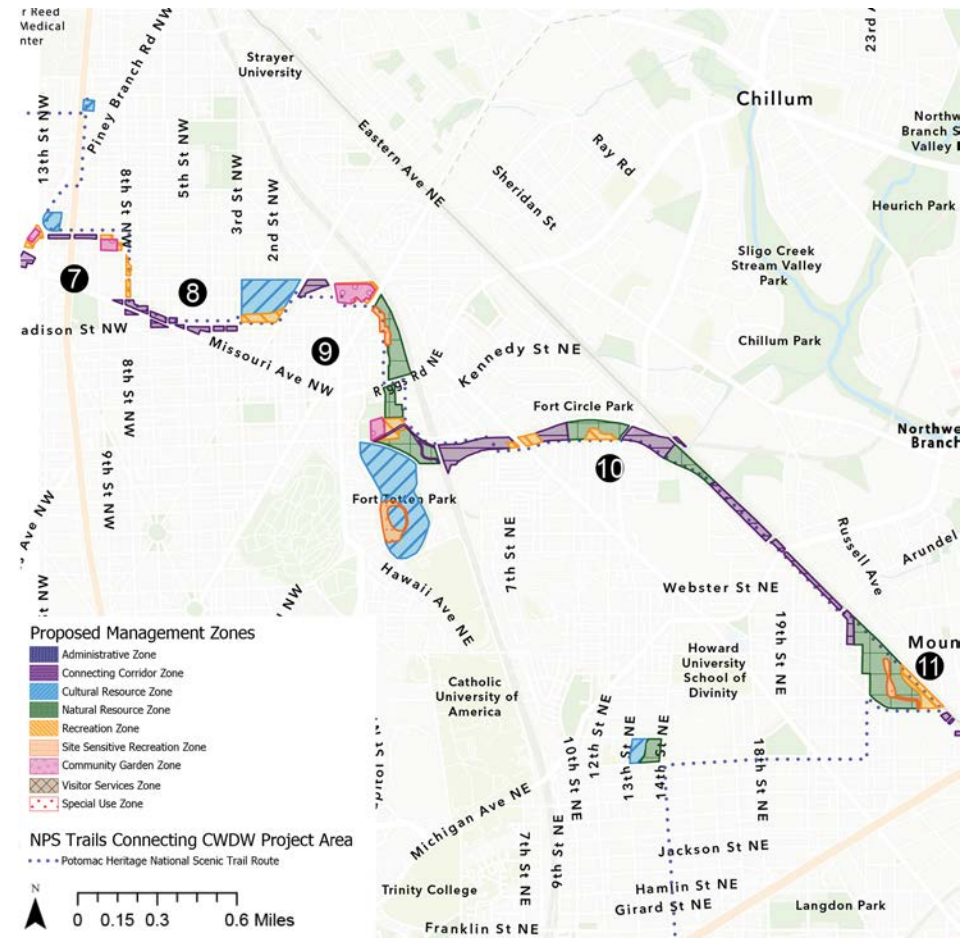 r Reed
Medical
nter
Piney Branch Rd NW
13th St NW
5th St NW
8th St NW
3rd St NW
2nd St NW
Strayer
University
Eastern Ave NE
Sheridan St
Ray Rd
23rd
Chillum
Northw
Branch S
Valley
Heurich Park
Sligo Creek
Stream Valley
Park
Chillum Park
Northwe
Branch
7
8
9
10
11
adison St NW
Missouri Ave NW
8th St NW
9th St NW
Riggs Rd NE
Kennedy St NE
Fort Circle Park
Fort Totten Park
Hawaii Ave NE
7th St NE
Ave NW
NW
Webster St NE
Russell Ave
Arundel
19th St NE
Moun
Howard
University
School of
Divinity
Catholic
University of
America
10th St NE
12th St NE
13th St NE
14th St NE
18th St NE
Michigan Ave NE
7th St NE
9th St NE
Jackson St NE
Hamlin St NE
Girard St NE
Trinity College
Langdon Park
Franklin St NE
Proposed Management Zones
Administrative Zone
Connecting Corridor Zone
Cultural Resource Zone
Natural Resource Zone
Recreation Zone
Site Sensitive Recreation Zone
Community Garden Zone
Visitor Services Zone
Special Use Zone
NPS Trails Connecting CWDW Project Area
Potomac Heritage National Scenic Trail Route
N
0 0.15 0.3 0.6 Miles